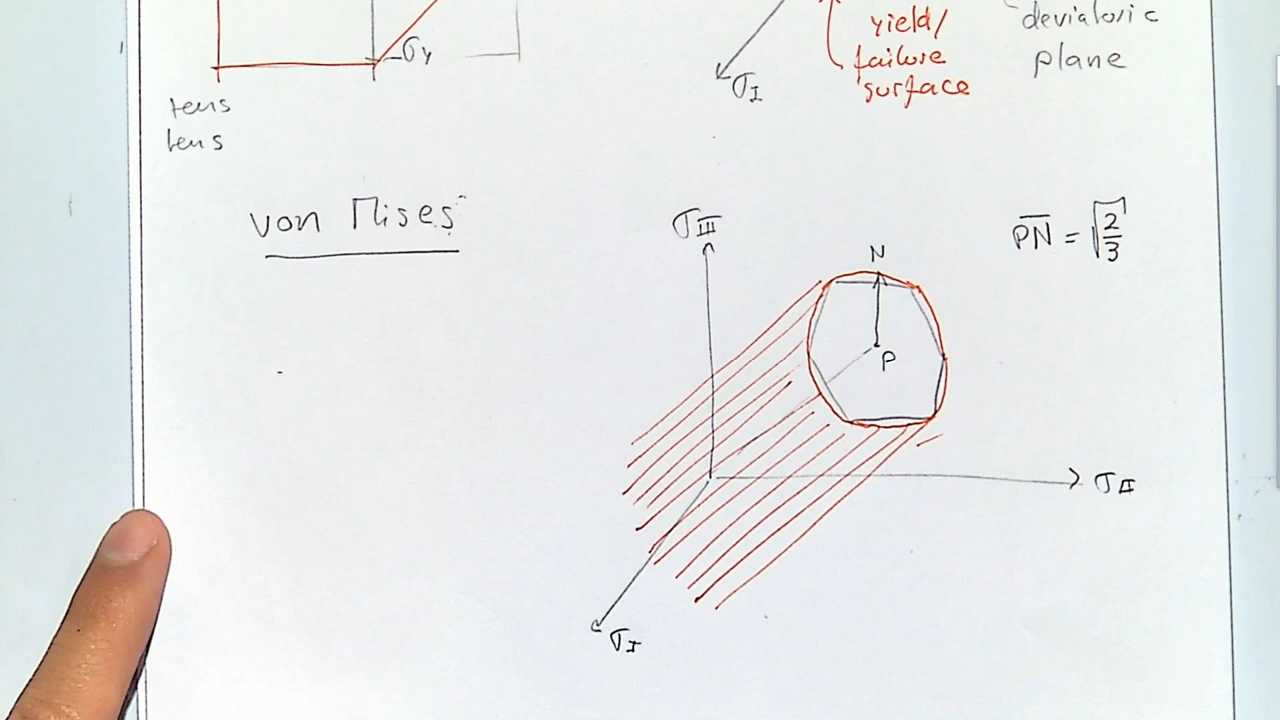 -σy
tens
tens
σI
yield/
failure
surface
deviatoric
plane
von Mises
σIII
N
PN = √2/3
P
σII
σI